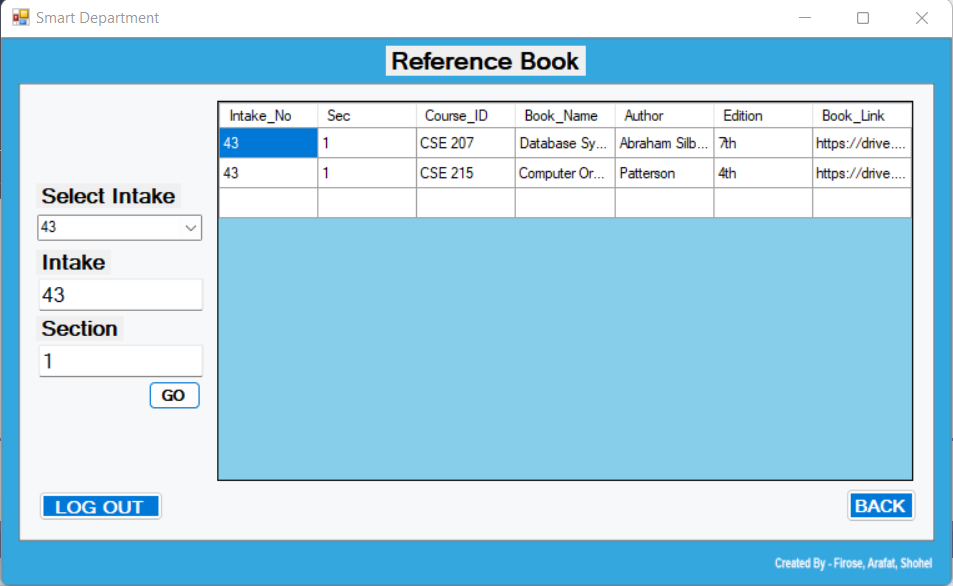 Smart Department
Reference Book
Intake_No Sec Course_ID Book_Name Author Edition Book_Link
43 1 CSE 207 Database Sy... Abraham Silb... 7th https://drive....
43 1 CSE 215 Computer Or... Patterson 4th https://drive....
Select Intake
43
Intake
43
Section
1
GO
LOG OUT
BACK
Created By - Firose, Arafat, Shohel